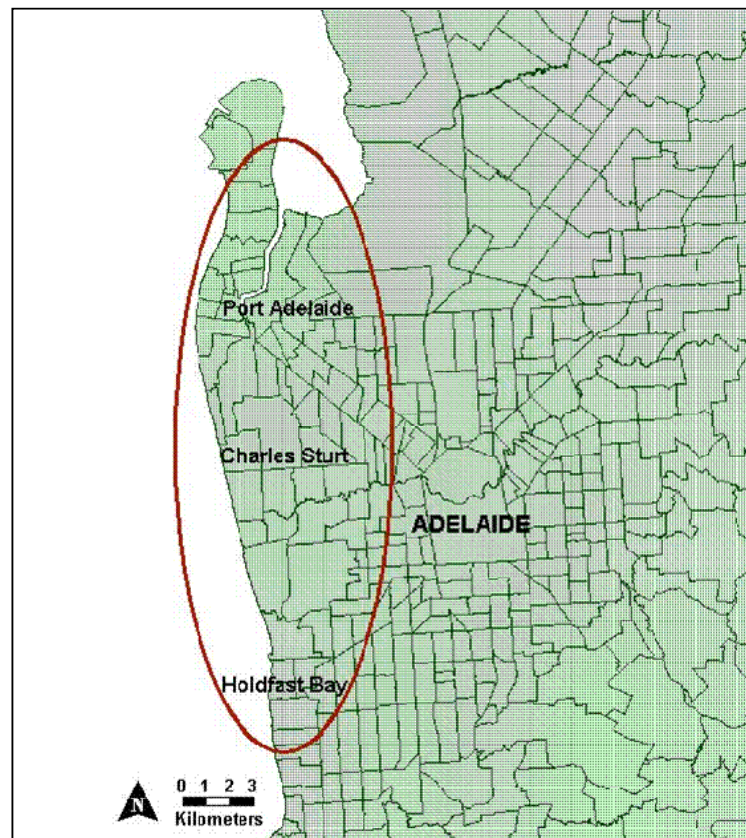 Port Adelaide
Charles Sturt
ADELAIDE
Holdfast Bay
N
0 1 2 3
Kilometers